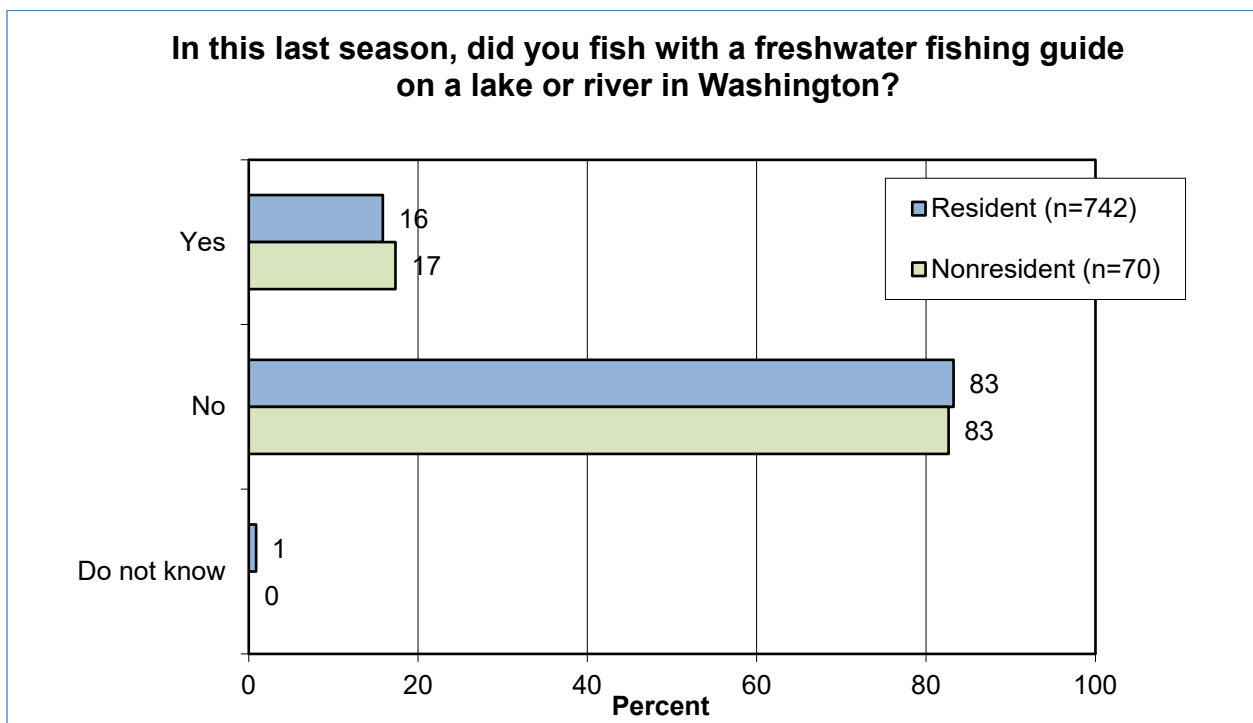 In this last season, did you fish with a freshwater fishing guide
on a lake or river in Washington?
Resident (n=742)
Nonresident (n=70)
Yes
16
17
No
83
83
Do not know
1
0
0
20
40
60
80
100
Percent